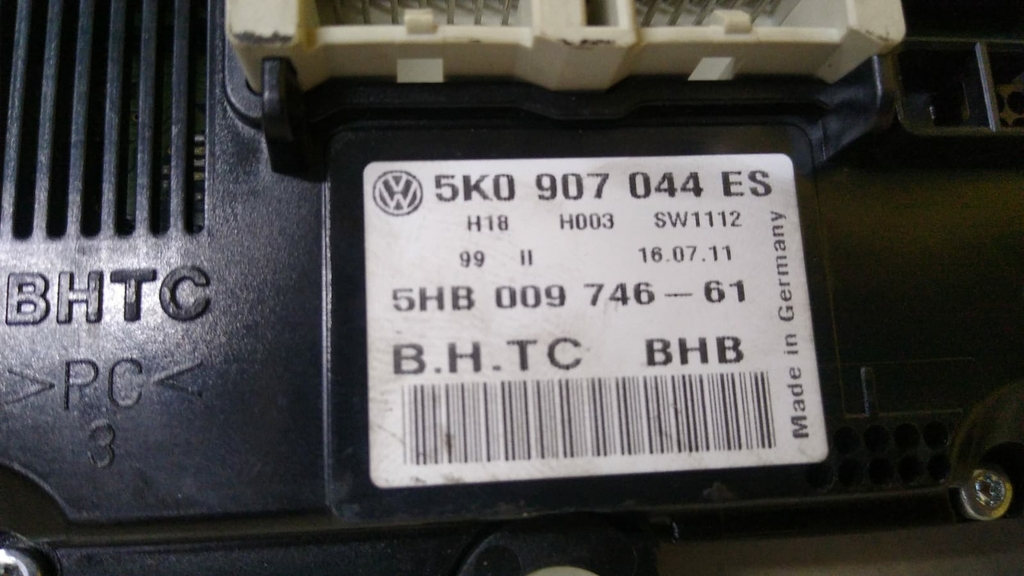 VW 5K0 907 044 ES
H18 H003 SW1112
99 II 16.07.11
5HB 009 746-61
B.H.TC BHB
Made in Germany
BHTC
>PC<
3